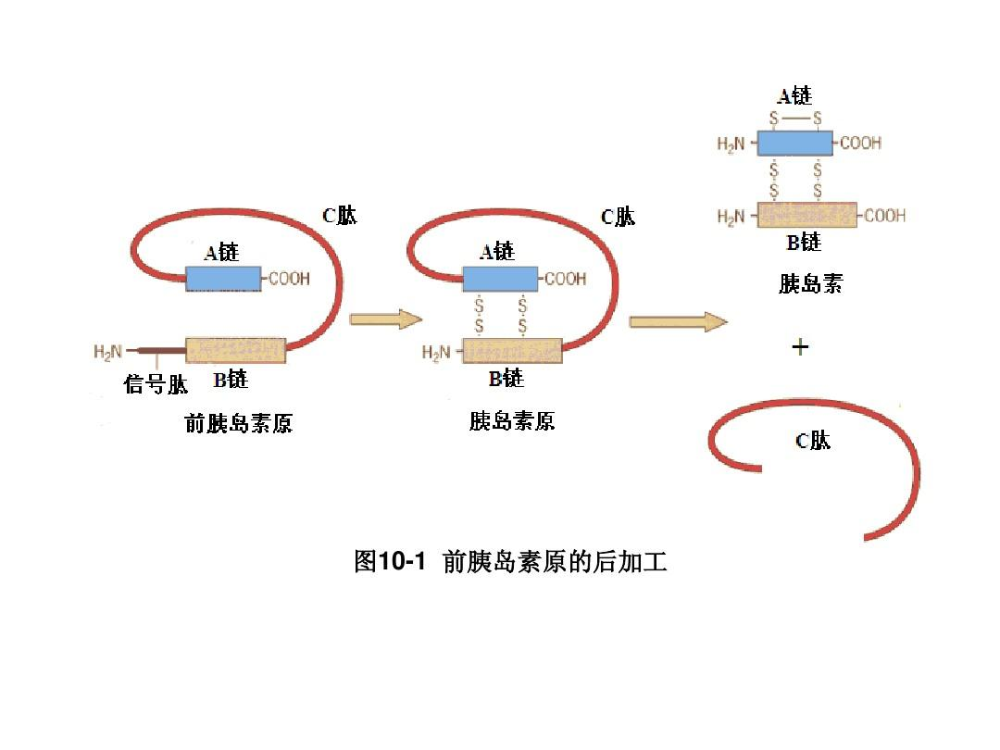 C肽
A链
COOH
H₂N
信号肽
B链
前胰岛素原
C肽
A链
COOH
S S
S S
H₂N
B链
胰岛素原
A链
S S
H₂N COOH
S S
S S
H₂N COOH
B链
胰岛素
+
C肽
图10-1 前胰岛素原的后加工